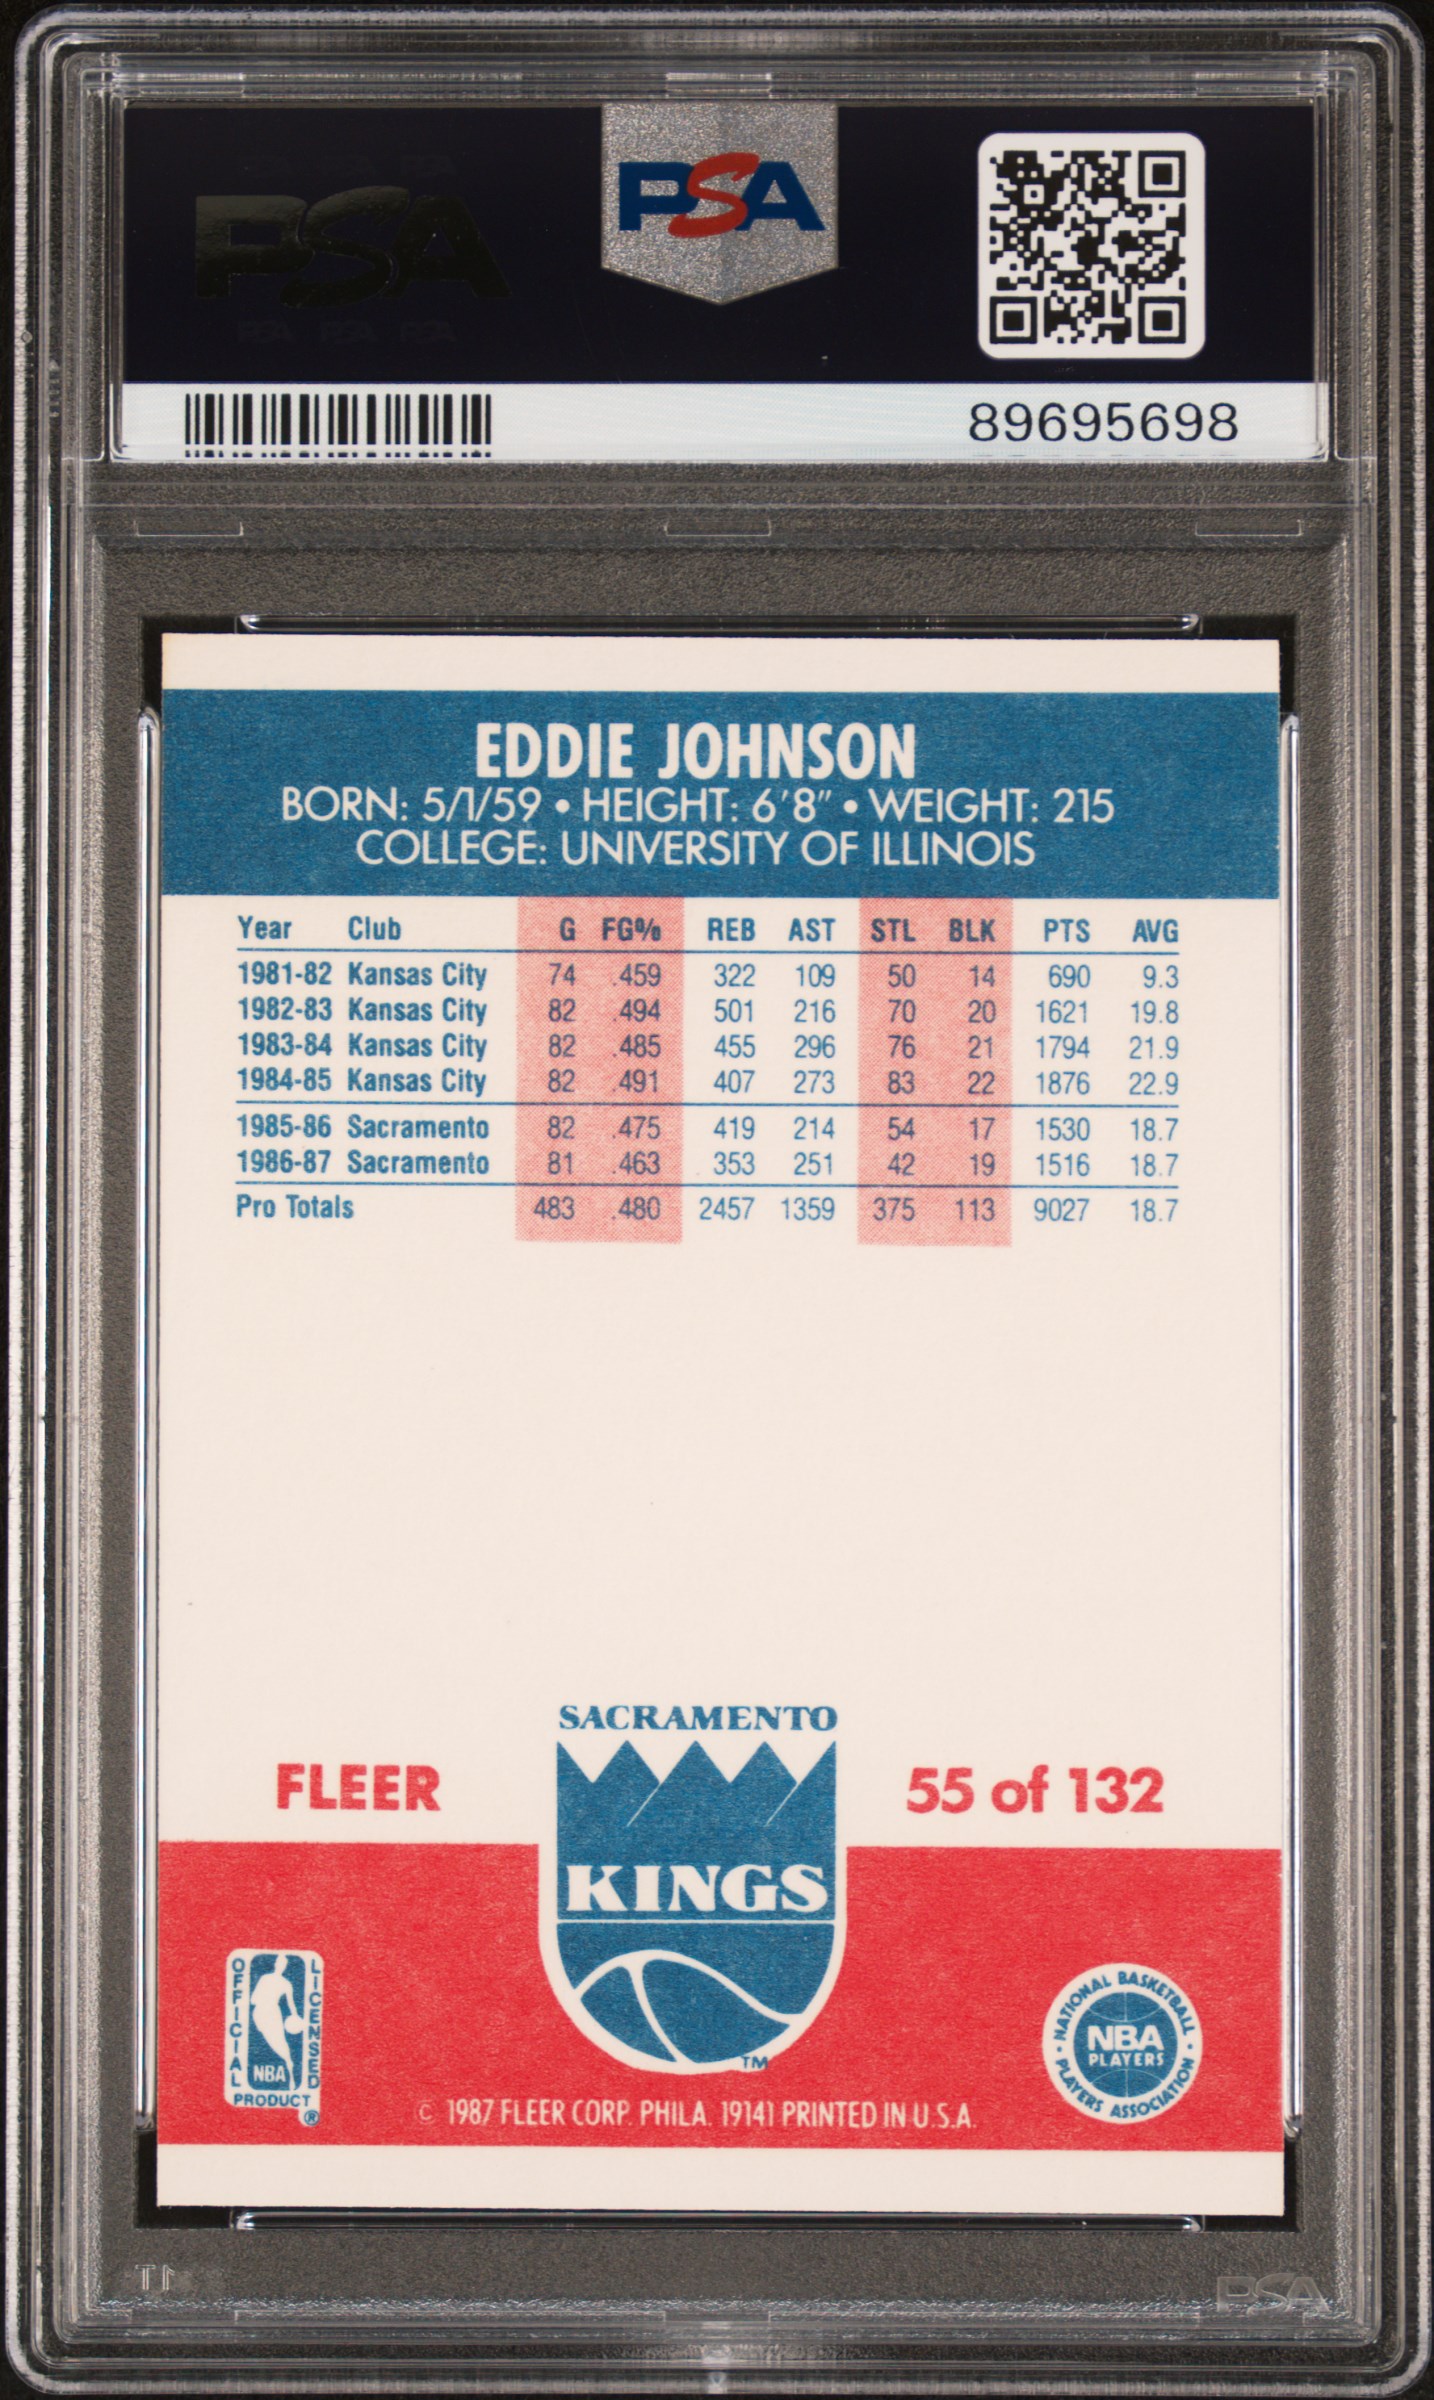 PSA
PSA
89695698
EDDIE JOHNSON
BORN: 5/1/59 • HEIGHT: 6'8" • WEIGHT: 215
COLLEGE: UNIVERSITY OF ILLINOIS
Year Club G FG% REB AST STL BLK PTS AVG
1981-82 Kansas City 74 .459 322 109 50 14 690 9.3
1982-83 Kansas City 82 .494 501 216 70 20 1621 19.8
1983-84 Kansas City 82 .485 455 296 76 21 1794 21.9
1984-85 Kansas City 82 .491 407 273 83 22 1876 22.9
1985-86 Sacramento 82 .475 419 214 54 17 1530 18.7
1986-87 Sacramento 81 .463 353 251 42 19 1516 18.7
Pro Totals 483 .480 2457 1359 375 113 9027 18.7
SACRAMENTO
KINGS
TM
FLEER
55 of 132
OFFICIAL LICENSED
NBA
PRODUCT
®
NATIONAL BASKETBALL
NBA
PLAYERS
• PLAYERS ASSOCIATION •
© 1987 FLEER CORP. PHILA. 19141 PRINTED IN U.S.A.
PSA